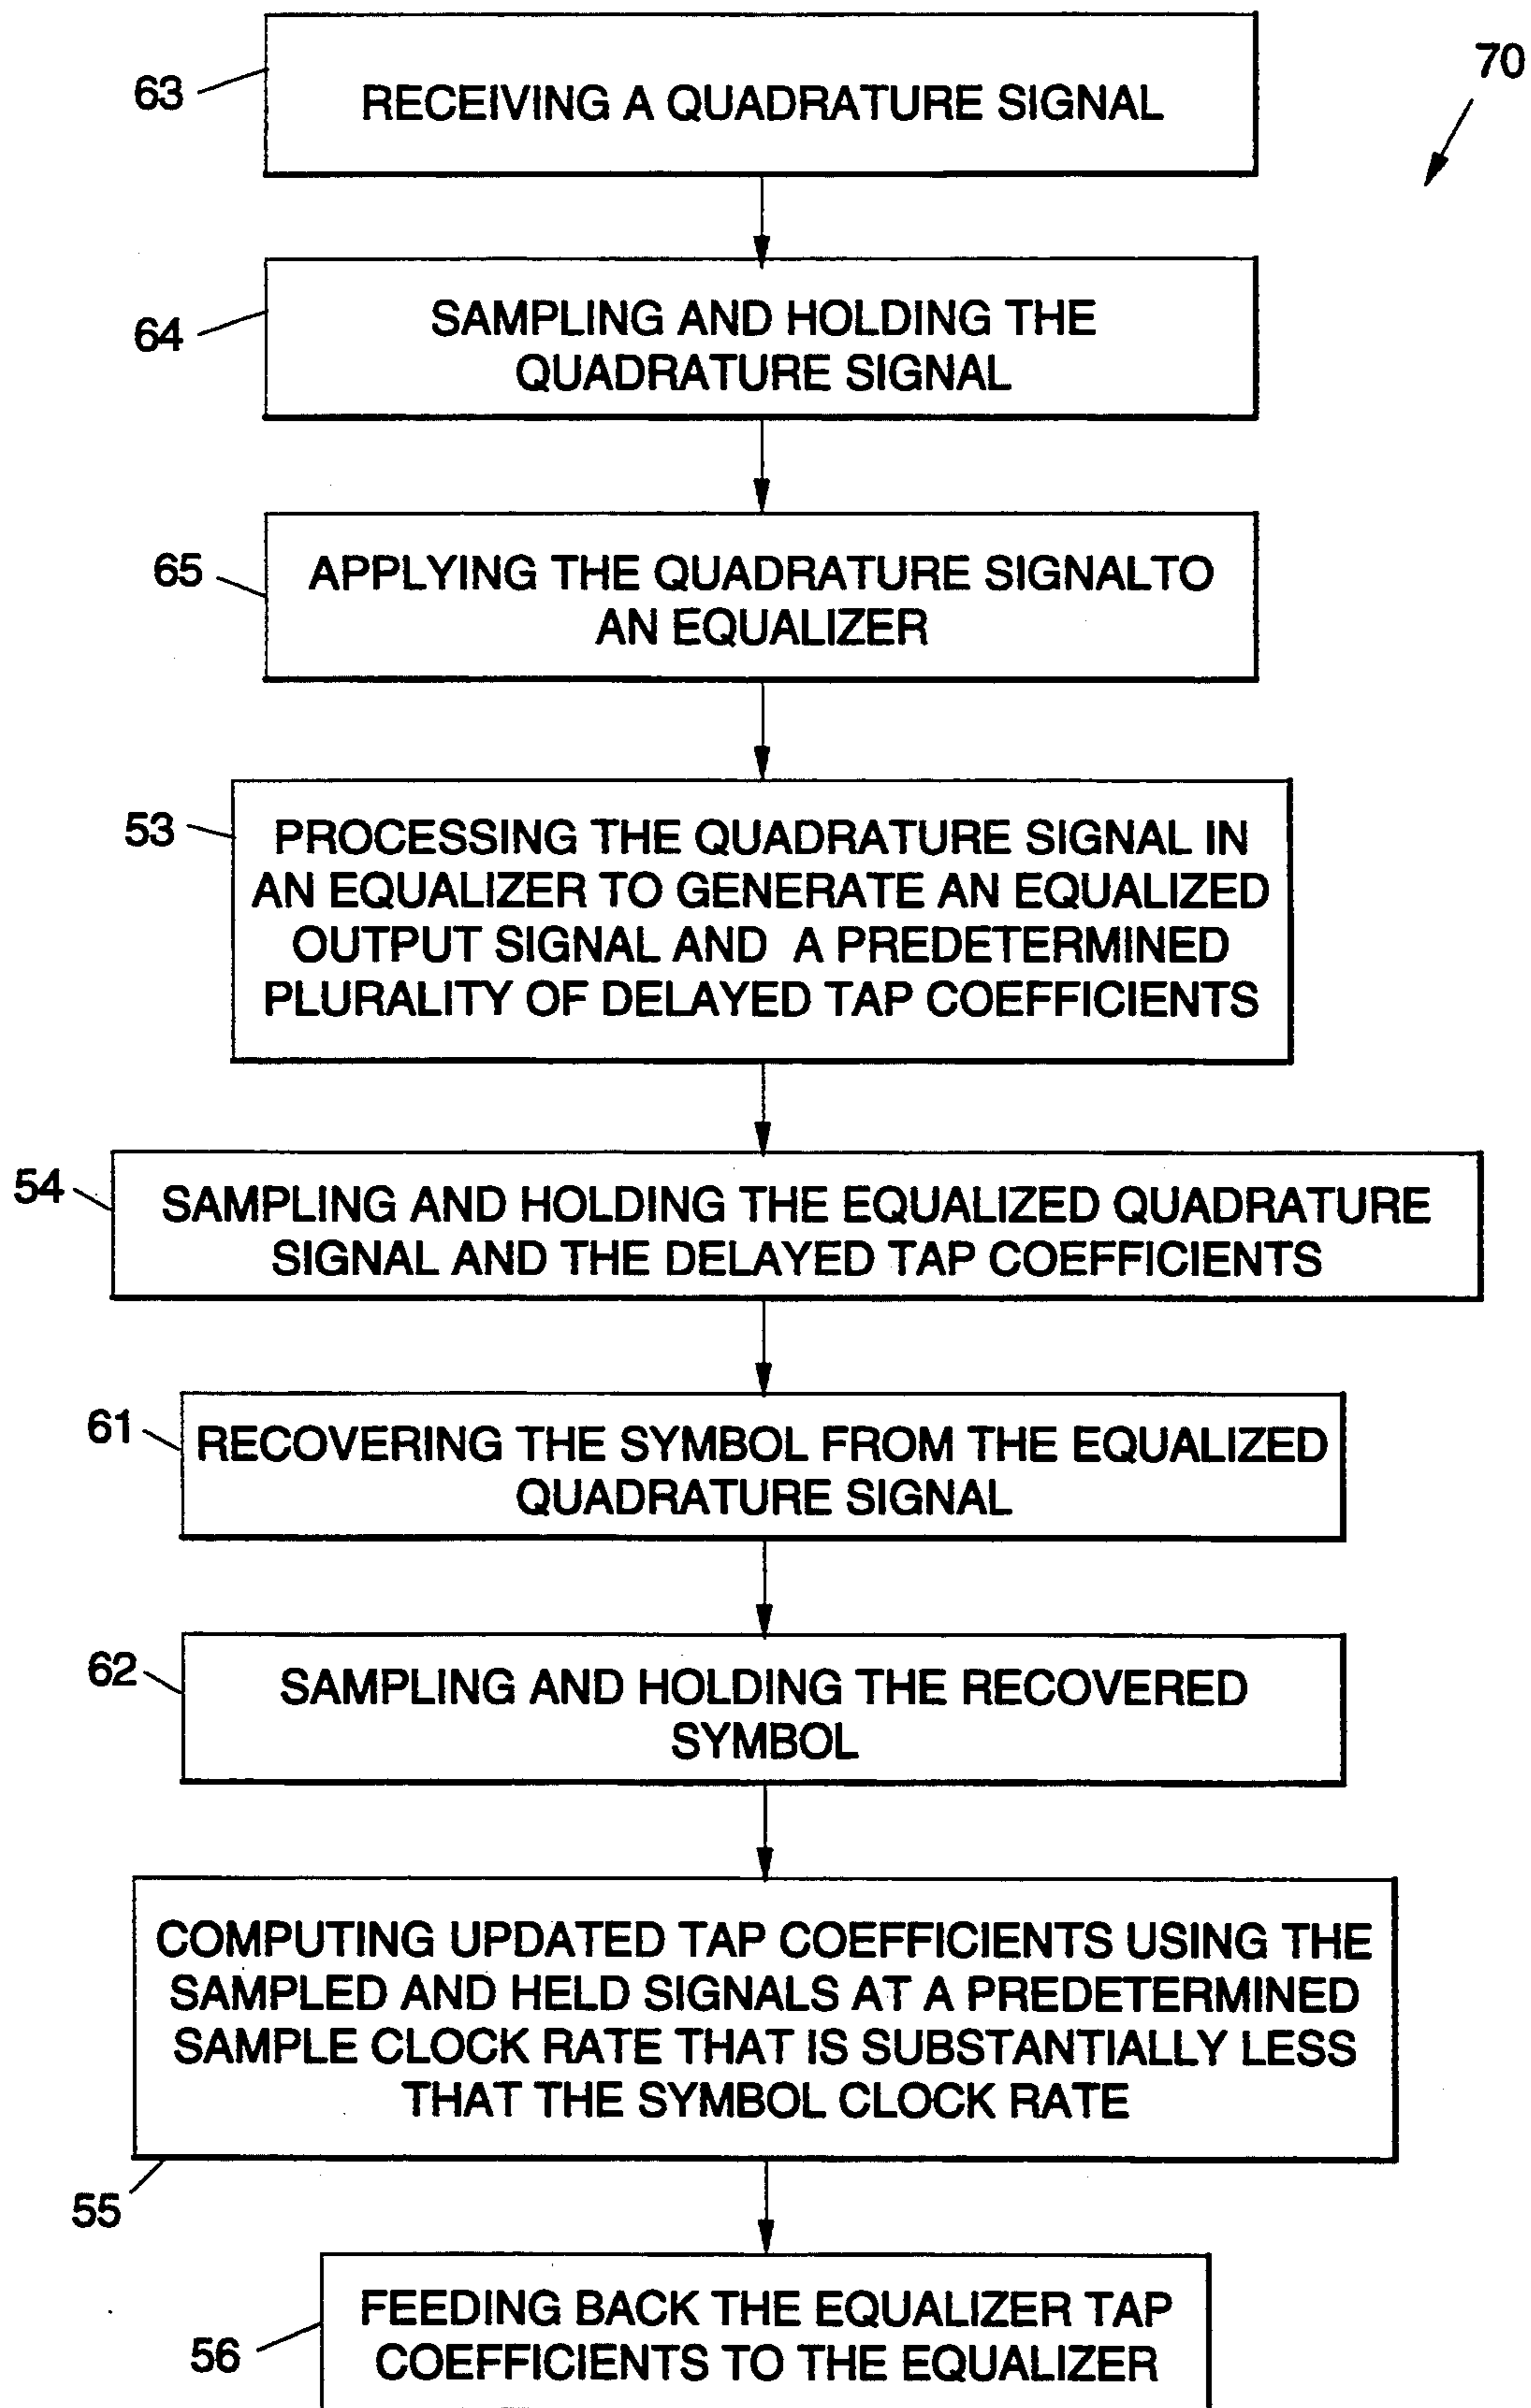 70
63
RECEIVING A QUADRATURE SIGNAL
64
SAMPLING AND HOLDING THE
QUADRATURE SIGNAL
65
APPLYING THE QUADRATURE SIGNALTO
AN EQUALIZER
53
PROCESSING THE QUADRATURE SIGNAL IN
AN EQUALIZER TO GENERATE AN EQUALIZED
OUTPUT SIGNAL AND A PREDETERMINED
PLURALITY OF DELAYED TAP COEFFICIENTS
54
SAMPLING AND HOLDING THE EQUALIZED QUADRATURE
SIGNAL AND THE DELAYED TAP COEFFICIENTS
61
RECOVERING THE SYMBOL FROM THE EQUALIZED
QUADRATURE SIGNAL
62
SAMPLING AND HOLDING THE RECOVERED
SYMBOL
COMPUTING UPDATED TAP COEFFICIENTS USING THE
SAMPLED AND HELD SIGNALS AT A PREDETERMINED
SAMPLE CLOCK RATE THAT IS SUBSTANTIALLY LESS
THAT THE SYMBOL CLOCK RATE
55
FEEDING BACK THE EQUALIZER TAP
COEFFICIENTS TO THE EQUALIZER
56